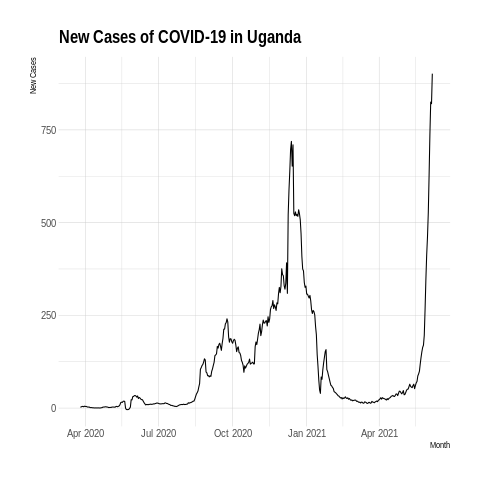 New Cases of COVID-19 in Uganda
New Cases
750
500
250
0
Apr 2020 Jul 2020 Oct 2020 Jan 2021 Apr 2021
Month